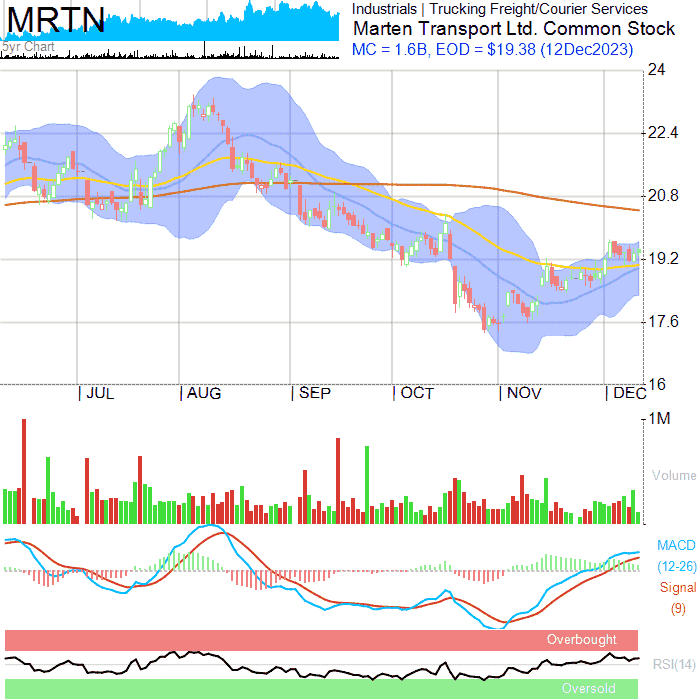 MRTN
5yr Chart
Industrials | Trucking Freight/Courier Services
Marten Transport Ltd. Common Stock
MC = 1.6B, EOD = $19.38 (12Dec2023)
24
22.4
20.8
19.2
17.6
16
JUL
AUG
SEP
OCT
NOV
DEC
1M
Volume
MACD
(12-26)
Signal
(9)
Overbought
RSI(14)
Oversold